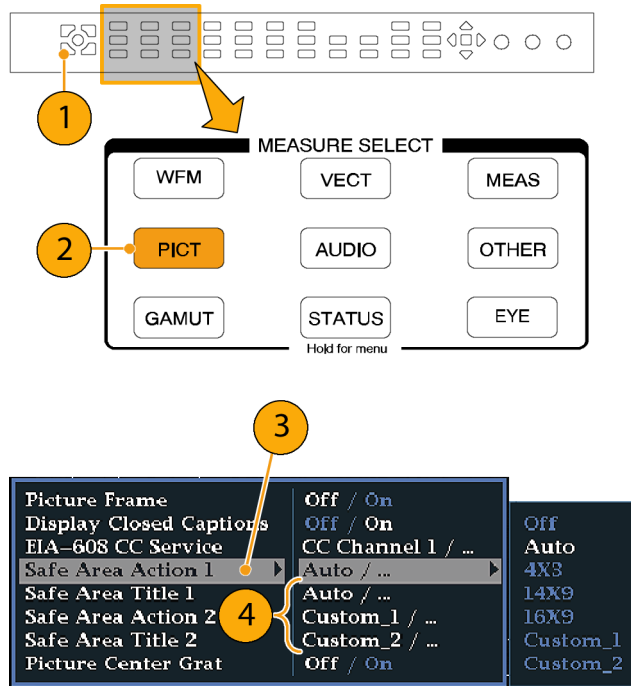 1
MEASURE SELECT
WFM VECT MEAS
2 PICT AUDIO OTHER
GAMUT STATUS EYE
Hold for menu
3
Picture Frame Off / On
Display Closed Captions Off / On Off
EIA-608 CC Service CC Channel 1 / ... Auto
Safe Area Action 1 Auto / ... 4X3
Safe Area Title 1 Auto / ... 14X9
Safe Area Action 2 4 Custom_1 / ... 16X9
Safe Area Title 2 Custom_2 / ... Custom_1
Picture Center Grat Off / On Custom_2